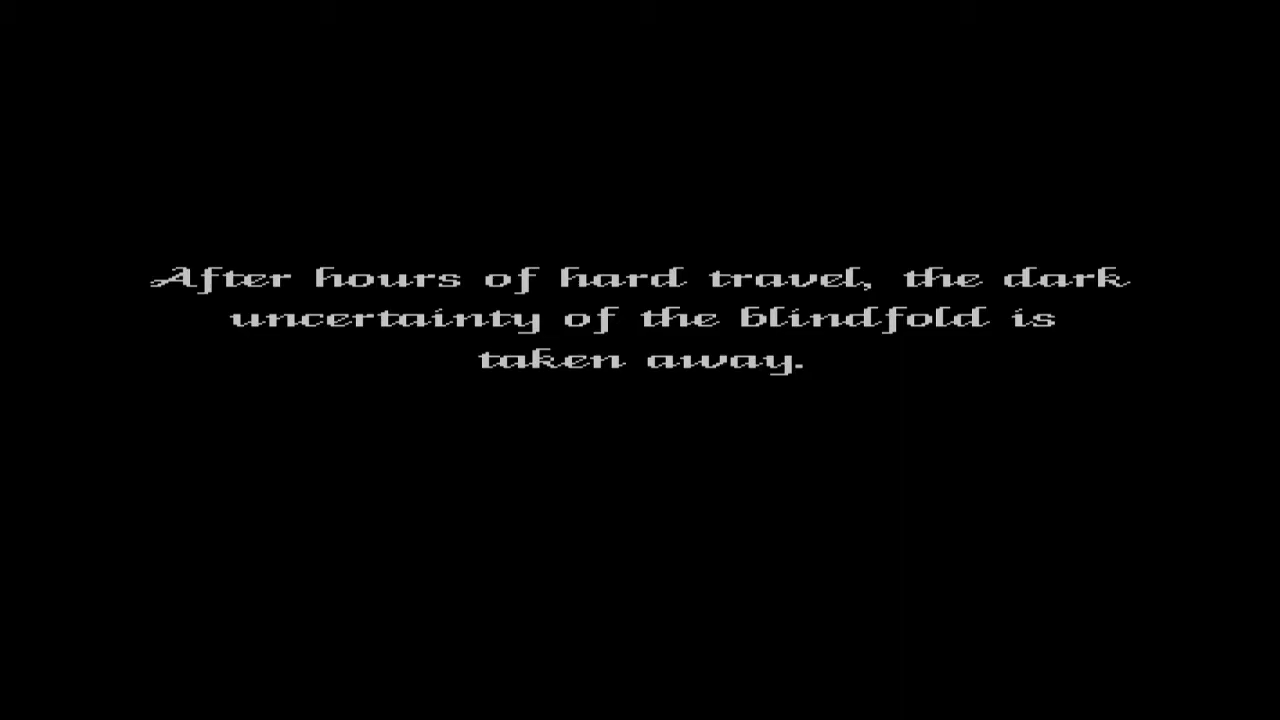 After hours of hard travel, the dark
uncertainty of the blindfold is
taken away.